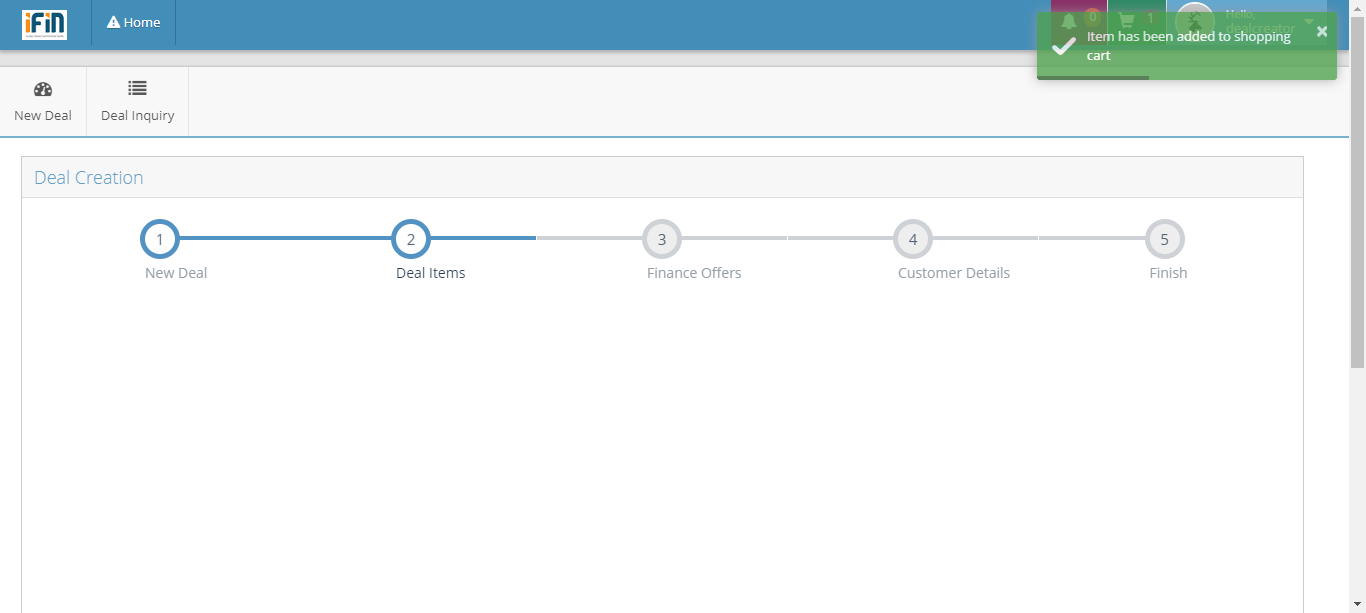 iFiN
Home
0
1
Hello,
dealcreator
Item has been added to shopping
cart
New Deal
Deal Inquiry
Deal Creation
1
2
3
4
5
New Deal
Deal Items
Finance Offers
Customer Details
Finish